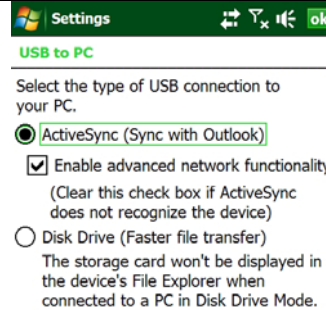 Settings ok
USB to PC
Select the type of USB connection to
your PC.
ActiveSync (Sync with Outlook)
Enable advanced network functionality
(Clear this check box if ActiveSync
does not recognize the device)
Disk Drive (Faster file transfer)
The storage card won't be displayed in
the device's File Explorer when
connected to a PC in Disk Drive Mode.